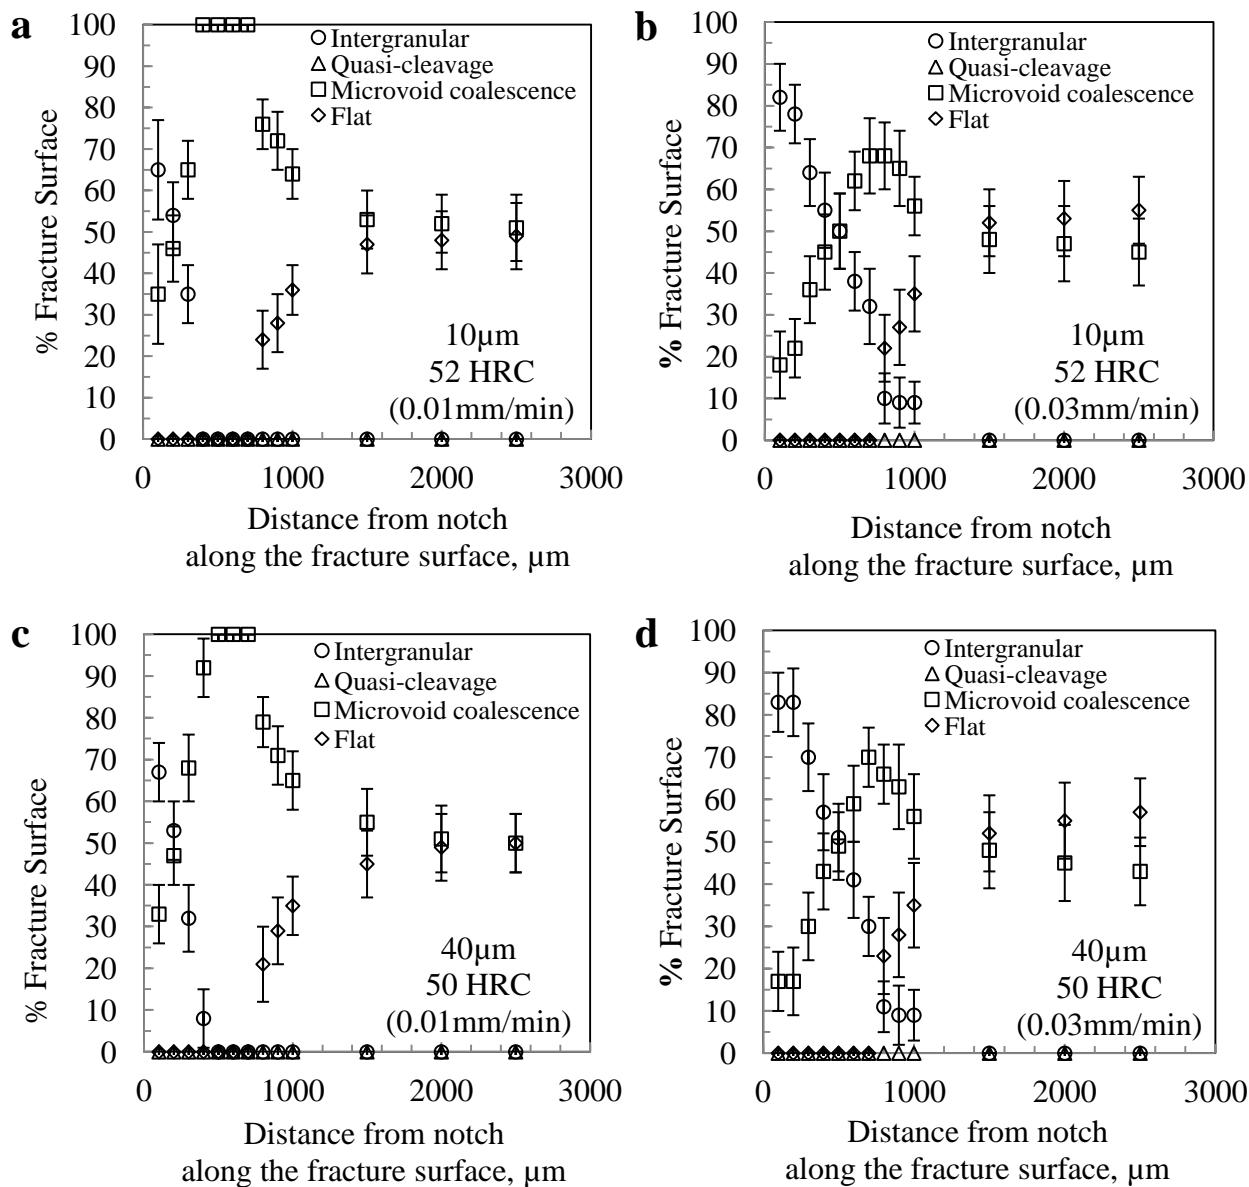 a
100
90
80
70
60
50
40
30
20
10
0
% Fracture Surface
Intergranular
Quasi-cleavage
Microvoid coalescence
Flat
10µm
52 HRC
(0.01mm/min)
0 1000 2000 3000
Distance from notch
along the fracture surface, µm
b
100
90
80
70
60
50
40
30
20
10
0
% Fracture Surface
Intergranular
Quasi-cleavage
Microvoid coalescence
Flat
10µm
52 HRC
(0.03mm/min)
0 1000 2000 3000
Distance from notch
along the fracture surface, µm
c
100
90
80
70
60
50
40
30
20
10
0
% Fracture Surface
Intergranular
Quasi-cleavage
Microvoid coalescence
Flat
40µm
50 HRC
(0.01mm/min)
0 1000 2000 3000
Distance from notch
along the fracture surface, µm
d
100
90
80
70
60
50
40
30
20
10
0
% Fracture Surface
Intergranular
Quasi-cleavage
Microvoid coalescence
Flat
40µm
50 HRC
(0.03mm/min)
0 1000 2000 3000
Distance from notch
along the fracture surface, µm